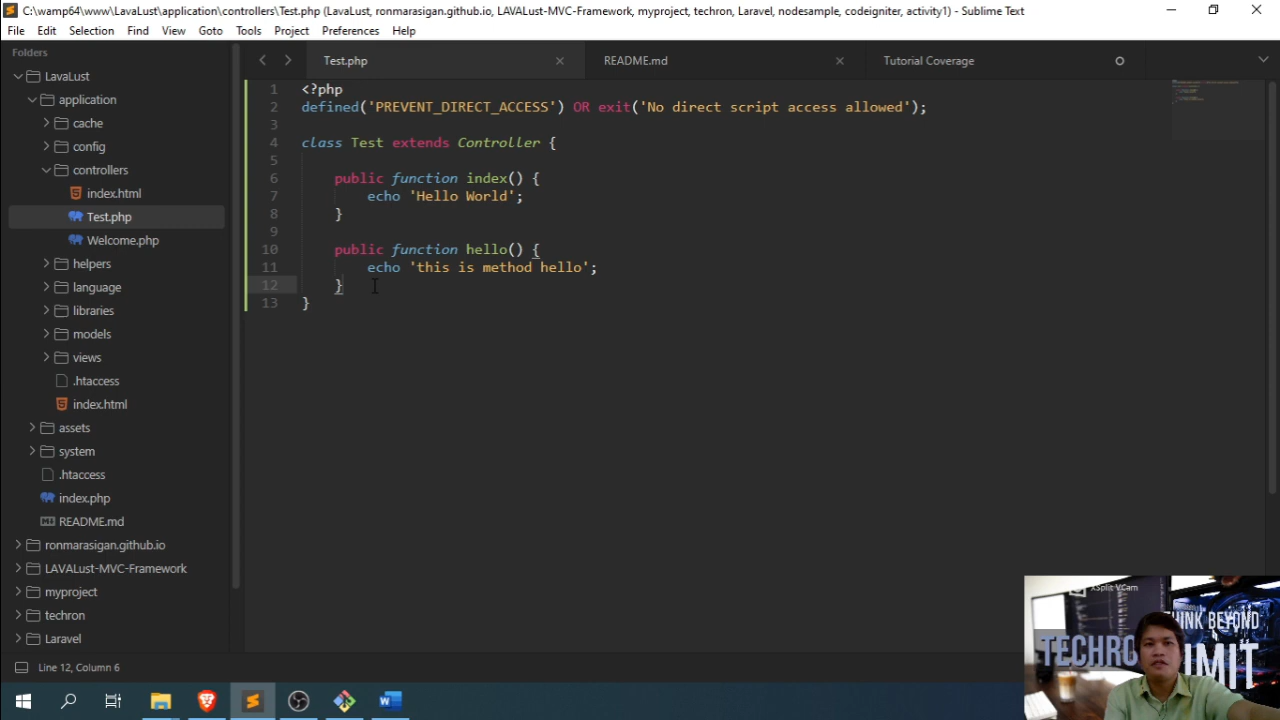 C:\wamp64\www\LavaLust\application\controllers\Test.php (LavaLust, ronmarasigan.github.io, LAVALust-MVC-Framework, myproject, techron, Laravel, nodesample, codeigniter, activity1) - Sublime Text
File Edit Selection Find View Goto Tools Project Preferences Help
Folders
LavaLust
application
cache
config
controllers
index.html
Test.php
Welcome.php
helpers
language
libraries
models
views
.htaccess
index.html
assets
system
.htaccess
index.php
README.md
ronmarasigan.github.io
LAVALust-MVC-Framework
myproject
techron
Laravel
Test.php README.md Tutorial Coverage
1 <?php
2 defined('PREVENT_DIRECT_ACCESS') OR exit('No direct script access allowed');
3
4 class Test extends Controller {
5
6 public function index() {
7 echo 'Hello World';
8 }
9
10 public function hello() {
11 echo 'this is method hello';
12 }
13 }
XSplit VCam
THINK BEYOND
TECHRO
IMIT
Line 12, Column 6